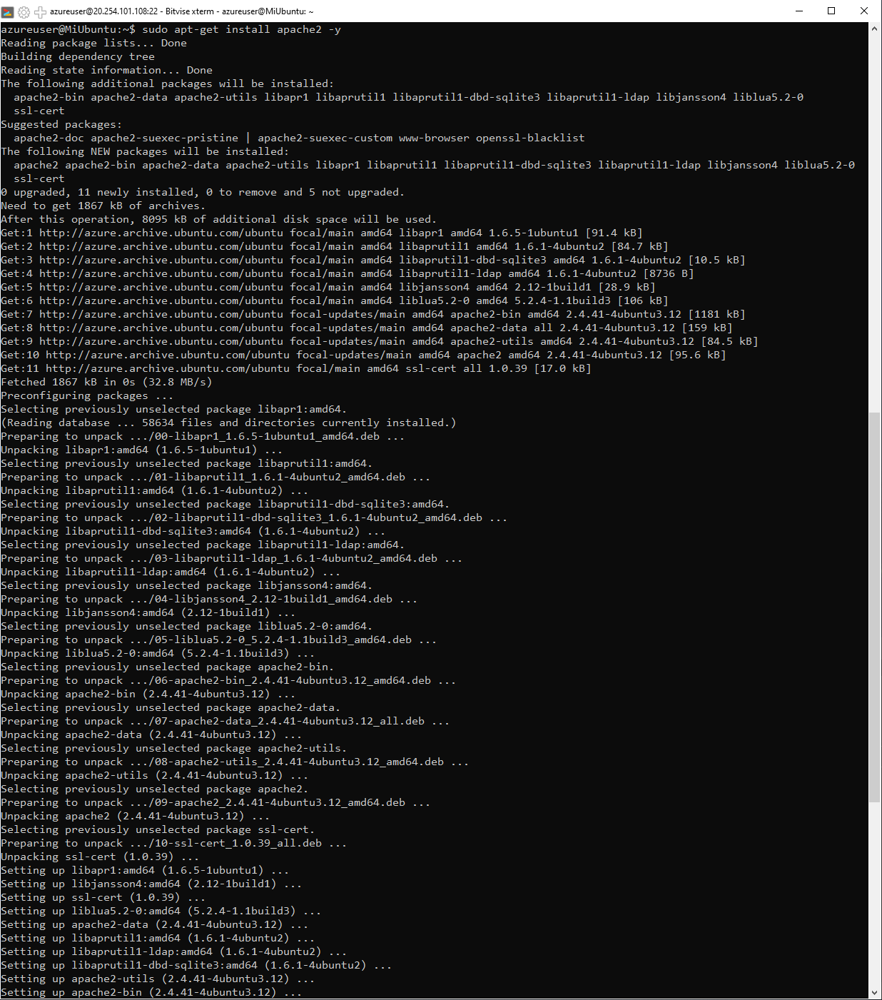 azureuser@20.254.101.108:22 - Bitvise xterm - azureuser@MiUbuntu: ~
azureuser@MiUbuntu:~$ sudo apt-get install apache2 -y
Reading package lists... Done
Building dependency tree
Reading state information... Done
The following additional packages will be installed:
  apache2-bin apache2-data apache2-utils libapr1 libaprutil1 libaprutil1-dbd-sqlite3 libaprutil1-ldap libjansson4 liblua5.2-0
  ssl-cert
Suggested packages:
  apache2-doc apache2-suexec-pristine | apache2-suexec-custom www-browser openssl-blacklist
The following NEW packages will be installed:
  apache2 apache2-bin apache2-data apache2-utils libapr1 libaprutil1 libaprutil1-dbd-sqlite3 libaprutil1-ldap libjansson4 liblua5.2-0
  ssl-cert
0 upgraded, 11 newly installed, 0 to remove and 5 not upgraded.
Need to get 1867 kB of archives.
After this operation, 8095 kB of additional disk space will be used.
Get:1 http://azure.archive.ubuntu.com/ubuntu focal/main amd64 libapr1 amd64 1.6.5-1ubuntu1 [91.4 kB]
Get:2 http://azure.archive.ubuntu.com/ubuntu focal/main amd64 libaprutil1 amd64 1.6.1-4ubuntu2 [84.7 kB]
Get:3 http://azure.archive.ubuntu.com/ubuntu focal/main amd64 libaprutil1-dbd-sqlite3 amd64 1.6.1-4ubuntu2 [10.5 kB]
Get:4 http://azure.archive.ubuntu.com/ubuntu focal/main amd64 libaprutil1-ldap amd64 1.6.1-4ubuntu2 [8736 B]
Get:5 http://azure.archive.ubuntu.com/ubuntu focal/main amd64 libjansson4 amd64 2.12-1build1 [28.9 kB]
Get:6 http://azure.archive.ubuntu.com/ubuntu focal/main amd64 liblua5.2-0 amd64 5.2.4-1.1build3 [106 kB]
Get:7 http://azure.archive.ubuntu.com/ubuntu focal-updates/main amd64 apache2-bin amd64 2.4.41-4ubuntu3.12 [1181 kB]
Get:8 http://azure.archive.ubuntu.com/ubuntu focal-updates/main amd64 apache2-data all 2.4.41-4ubuntu3.12 [159 kB]
Get:9 http://azure.archive.ubuntu.com/ubuntu focal-updates/main amd64 apache2-utils amd64 2.4.41-4ubuntu3.12 [84.5 kB]
Get:10 http://azure.archive.ubuntu.com/ubuntu focal-updates/main amd64 apache2 amd64 2.4.41-4ubuntu3.12 [95.6 kB]
Get:11 http://azure.archive.ubuntu.com/ubuntu focal/main amd64 ssl-cert all 1.0.39 [17.0 kB]
Fetched 1867 kB in 0s (32.8 MB/s)
Preconfiguring packages ...
Selecting previously unselected package libapr1:amd64.
(Reading database ... 58634 files and directories currently installed.)
Preparing to unpack .../00-libapr1_1.6.5-1ubuntu1_amd64.deb ...
Unpacking libapr1:amd64 (1.6.5-1ubuntu1) ...
Selecting previously unselected package libaprutil1:amd64.
Preparing to unpack .../01-libaprutil1_1.6.1-4ubuntu2_amd64.deb ...
Unpacking libaprutil1:amd64 (1.6.1-4ubuntu2) ...
Selecting previously unselected package libaprutil1-dbd-sqlite3:amd64.
Preparing to unpack .../02-libaprutil1-dbd-sqlite3_1.6.1-4ubuntu2_amd64.deb ...
Unpacking libaprutil1-dbd-sqlite3:amd64 (1.6.1-4ubuntu2) ...
Selecting previously unselected package libaprutil1-ldap:amd64.
Preparing to unpack .../03-libaprutil1-ldap_1.6.1-4ubuntu2_amd64.deb ...
Unpacking libaprutil1-ldap:amd64 (1.6.1-4ubuntu2) ...
Selecting previously unselected package libjansson4:amd64.
Preparing to unpack .../04-libjansson4_2.12-1build1_amd64.deb ...
Unpacking libjansson4:amd64 (2.12-1build1) ...
Selecting previously unselected package liblua5.2-0:amd64.
Preparing to unpack .../05-liblua5.2-0_5.2.4-1.1build3_amd64.deb ...
Unpacking liblua5.2-0:amd64 (5.2.4-1.1build3) ...
Selecting previously unselected package apache2-bin.
Preparing to unpack .../06-apache2-bin_2.4.41-4ubuntu3.12_amd64.deb ...
Unpacking apache2-bin (2.4.41-4ubuntu3.12) ...
Selecting previously unselected package apache2-data.
Preparing to unpack .../07-apache2-data_2.4.41-4ubuntu3.12_all.deb ...
Unpacking apache2-data (2.4.41-4ubuntu3.12) ...
Selecting previously unselected package apache2-utils.
Preparing to unpack .../08-apache2-utils_2.4.41-4ubuntu3.12_amd64.deb ...
Unpacking apache2-utils (2.4.41-4ubuntu3.12) ...
Selecting previously unselected package apache2.
Preparing to unpack .../09-apache2_2.4.41-4ubuntu3.12_amd64.deb ...
Unpacking apache2 (2.4.41-4ubuntu3.12) ...
Selecting previously unselected package ssl-cert.
Preparing to unpack .../10-ssl-cert_1.0.39_all.deb ...
Unpacking ssl-cert (1.0.39) ...
Setting up libapr1:amd64 (1.6.5-1ubuntu1) ...
Setting up libjansson4:amd64 (2.12-1build1) ...
Setting up ssl-cert (1.0.39) ...
Setting up liblua5.2-0:amd64 (5.2.4-1.1build3) ...
Setting up apache2-data (2.4.41-4ubuntu3.12) ...
Setting up libaprutil1:amd64 (1.6.1-4ubuntu2) ...
Setting up libaprutil1-ldap:amd64 (1.6.1-4ubuntu2) ...
Setting up libaprutil1-dbd-sqlite3:amd64 (1.6.1-4ubuntu2) ...
Setting up apache2-utils (2.4.41-4ubuntu3.12) ...
Setting up apache2-bin (2.4.41-4ubuntu3.12) ...